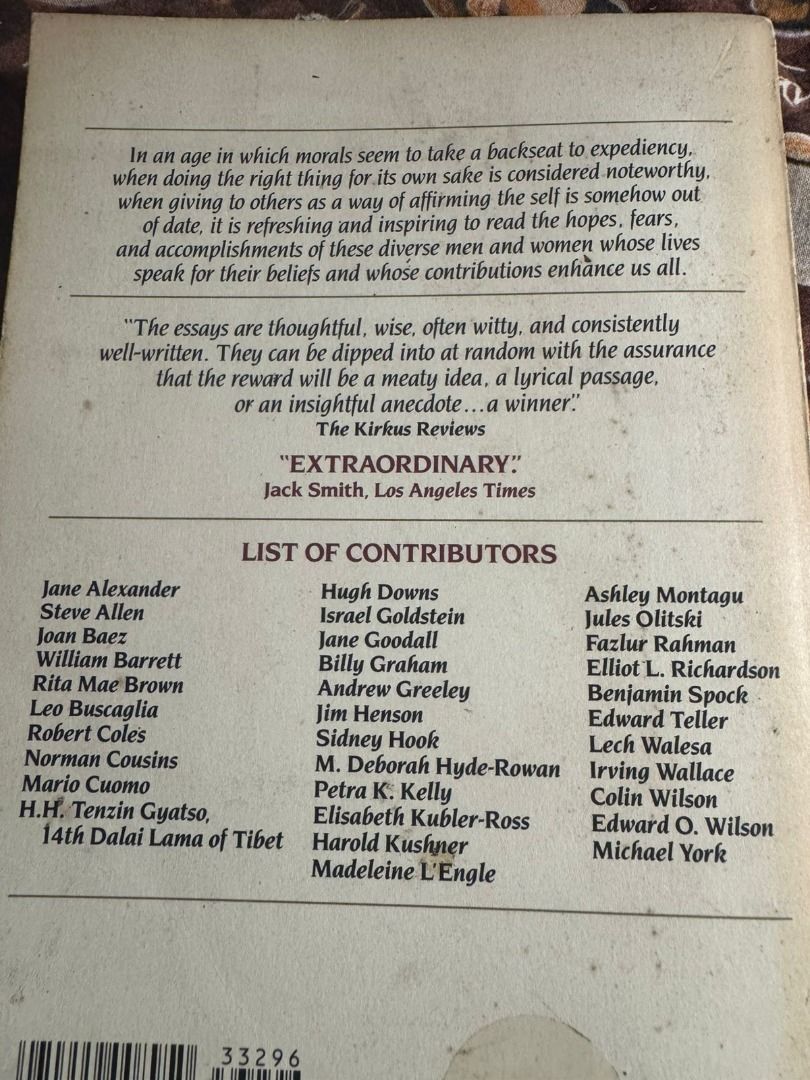 In an age in which morals seem to take a backseat to expediency,
when doing the right thing for its own sake is considered noteworthy,
when giving to others as a way of affirming the self is somehow out
of date, it is refreshing and inspiring to read the hopes, fears,
and accomplishments of these diverse men and women whose lives
speak for their beliefs and whose contributions enhance us all.
"The essays are thoughtful, wise, often witty, and consistently
well-written. They can be dipped into at random with the assurance
that the reward will be a meaty idea, a lyrical passage,
or an insightful anecdote...a winner."
The Kirkus Reviews
"EXTRAORDINARY."
Jack Smith, Los Angeles Times
LIST OF CONTRIBUTORS
Jane Alexander
Steve Allen
Joan Baez
William Barrett
Rita Mae Brown
Leo Buscaglia
Robert Coles
Norman Cousins
Mario Cuomo
H.H. Tenzin Gyatso,
14th Dalai Lama of Tibet
Hugh Downs
Israel Goldstein
Jane Goodall
Billy Graham
Andrew Greeley
Jim Henson
Sidney Hook
M. Deborah Hyde-Rowan
Petra K. Kelly
Elisabeth Kubler-Ross
Harold Kushner
Madeleine L'Engle
Ashley Montagu
Jules Olitski
Fazlur Rahman
Elliot L. Richardson
Benjamin Spock
Edward Teller
Lech Walesa
Irving Wallace
Colin Wilson
Edward O. Wilson
Michael York
33296